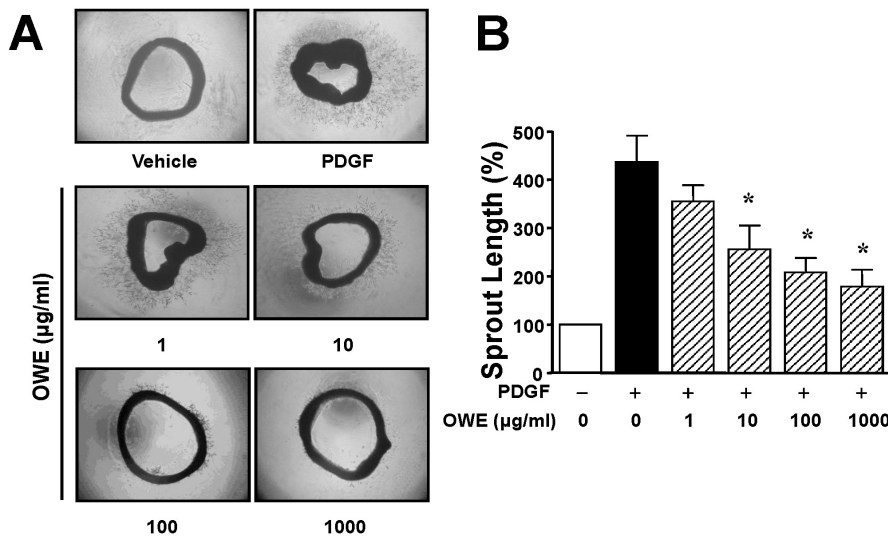 A
Vehicle PDGF
OWE (µg/ml)
1 10
100 1000
B
Sprout Length (%)
500
400
300
200
100
0
* * *
PDGF − + + + + +
OWE (µg/ml) 0 0 1 10 100 1000